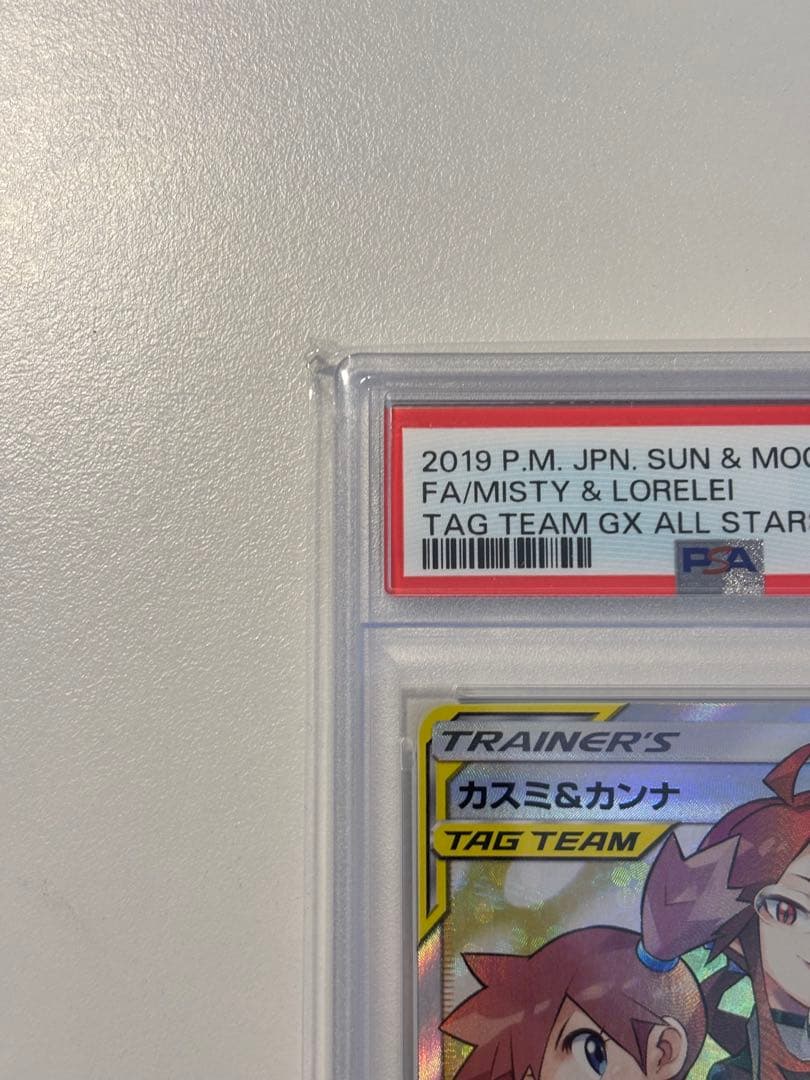 2019 P.M. JPN. SUN & MOO
FA/MISTY & LORELEI
TAG TEAM GX ALL STARS
PSA
TRAINER'S
カスミ&カンナ
TAG TEAM